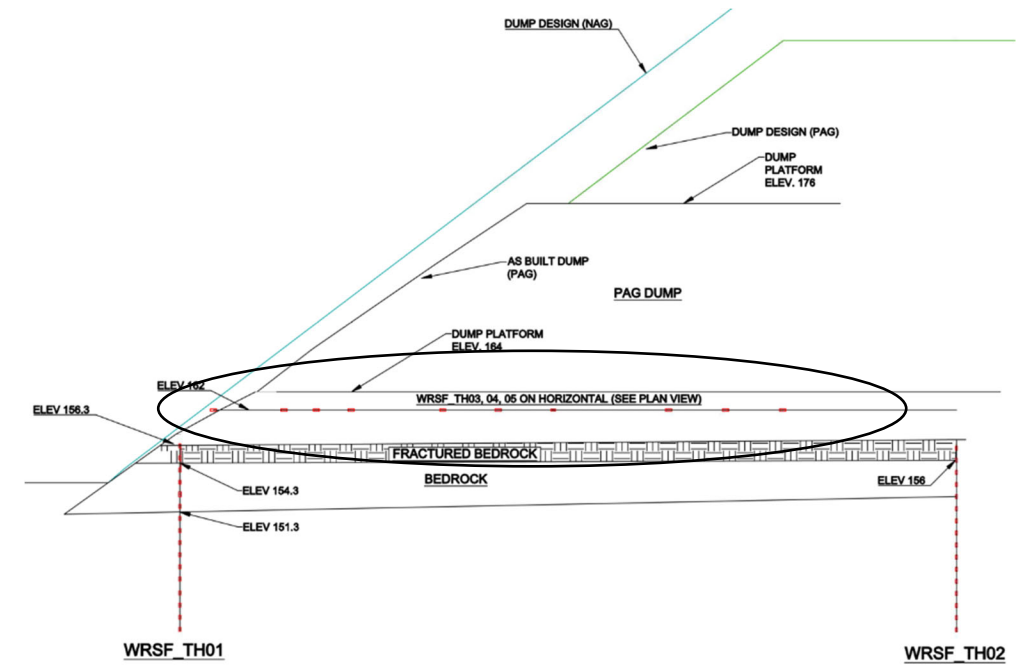 DUMP DESIGN (NAG)
DUMP DESIGN (PAG)
DUMP
PLATFORM
ELEV. 176
AS BUILT DUMP
(PAG)
PAG DUMP
DUMP PLATFORM
ELEV. 164
ELEV 162
WRSF_TH03, 04, 05 ON HORIZONTAL (SEE PLAN VIEW)
ELEV 156.3
FRACTURED BEDROCK
BEDROCK
ELEV 156
ELEV 154.3
ELEV 151.3
WRSF_TH01
WRSF_TH02